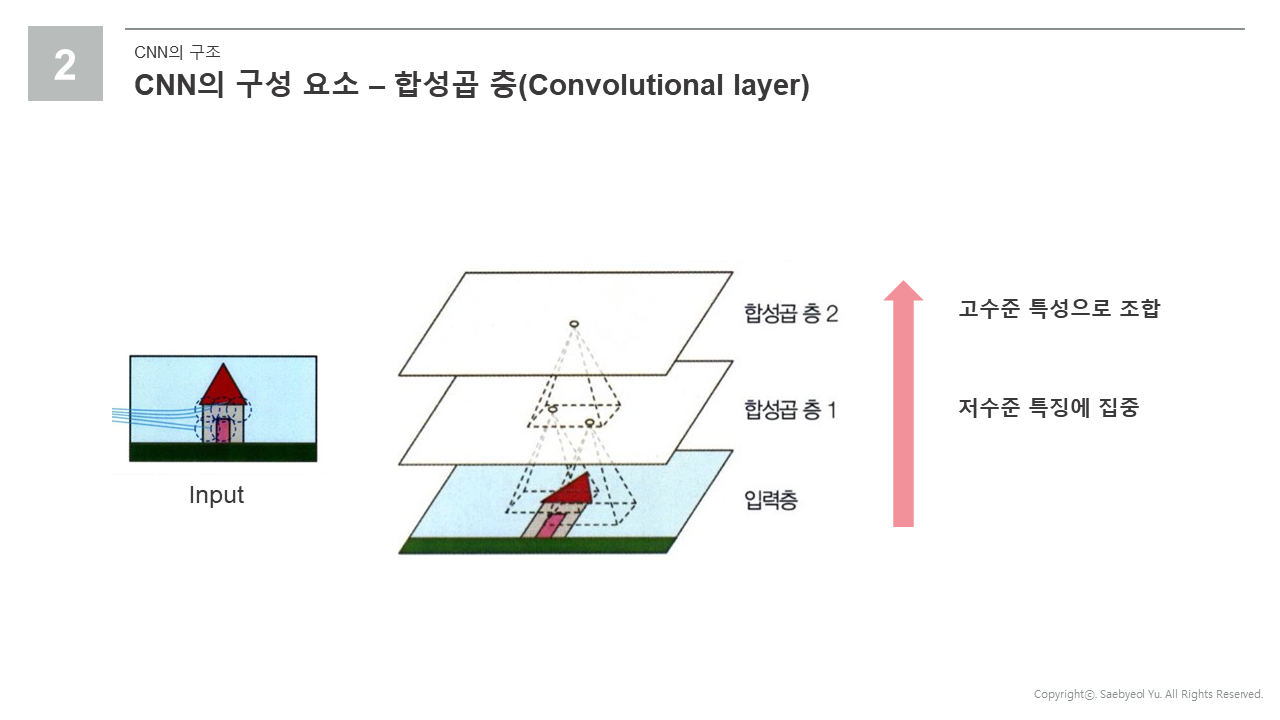 2
CNN의 구조
CNN의 구성 요소 – 합성곱 층(Convolutional layer)
Input
합성곱 층 2
합성곱 층 1
입력층
고수준 특성으로 조합
저수준 특징에 집중
Copyrightⓒ. Saebyeol Yu. All Rights Reserved.